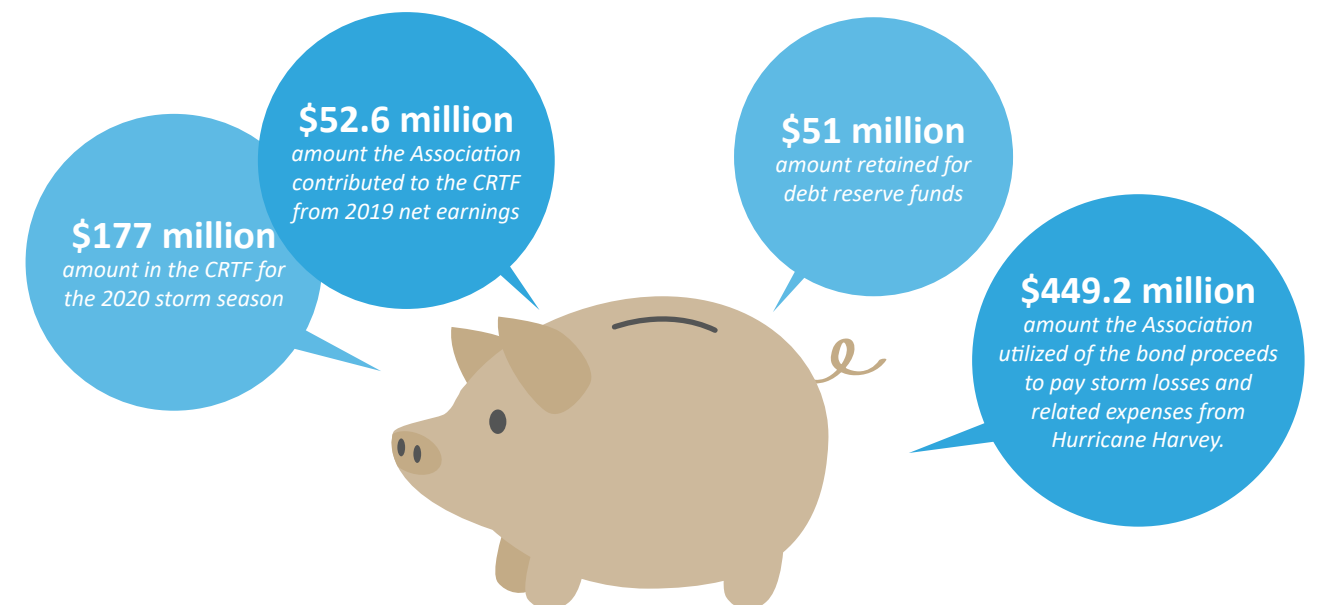 $177 million
amount in the CRTF for
the 2020 storm season
$52.6 million
amount the Association
contributed to the CRTF
from 2019 net earnings
$51 million
amount retained for
debt reserve funds
$449.2 million
amount the Association
utilized of the bond proceeds
to pay storm losses and
related expenses from
Hurricane Harvey.